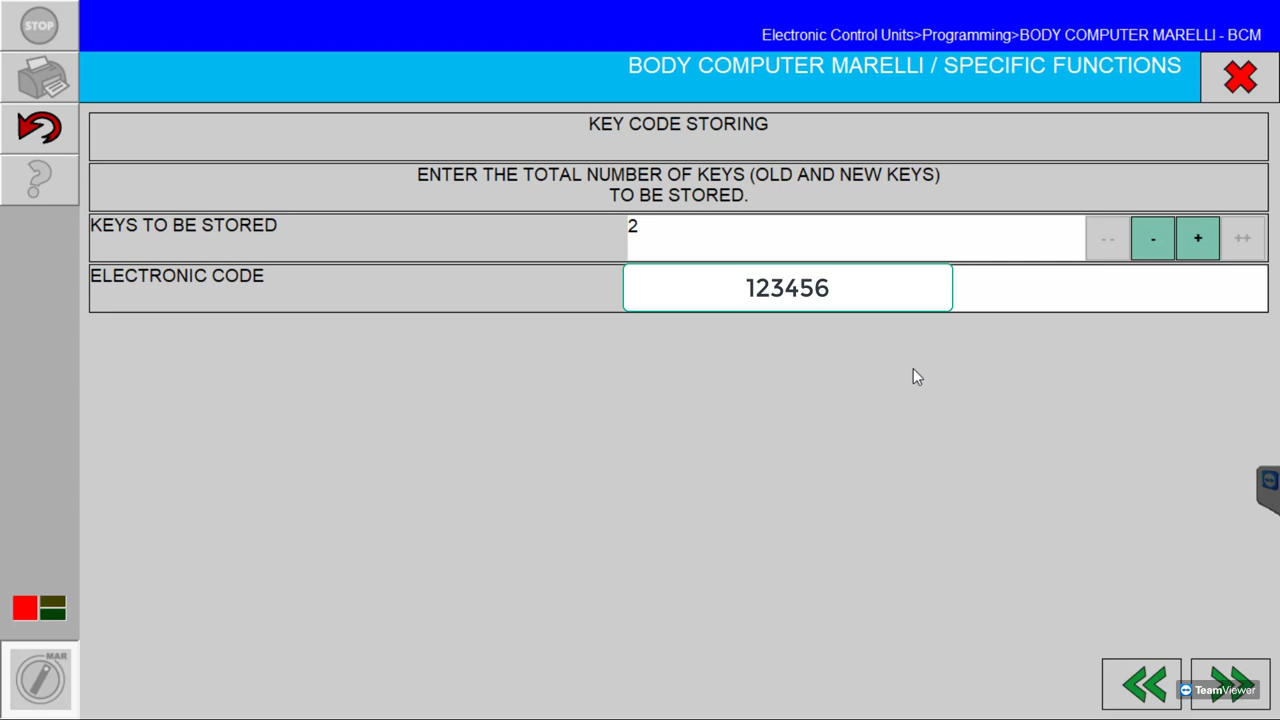 STOP
Electronic Control Units>Programming>BODY COMPUTER MARELLI - BCM
BODY COMPUTER MARELLI / SPECIFIC FUNCTIONS
KEY CODE STORING
ENTER THE TOTAL NUMBER OF KEYS (OLD AND NEW KEYS)
TO BE STORED.
KEYS TO BE STORED 2 -- - + ++
ELECTRONIC CODE 123456
MAR
TeamViewer